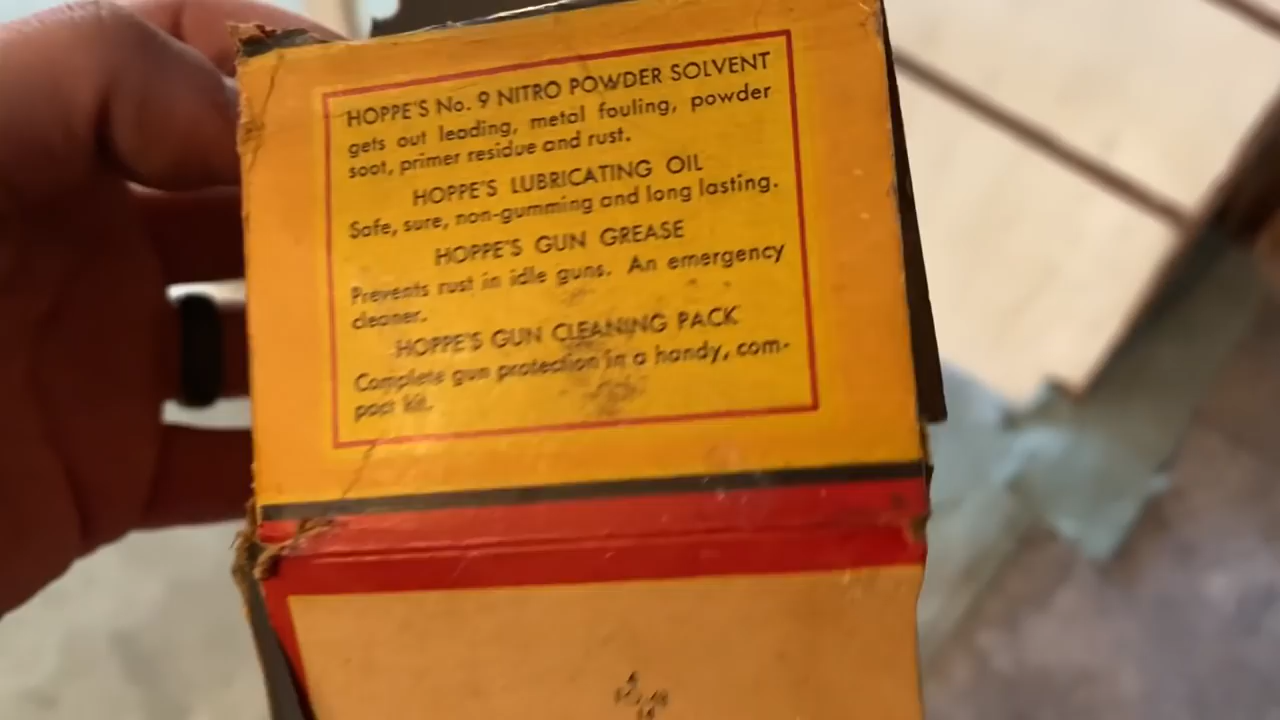 HOPPE'S No. 9 NITRO POWDER SOLVENT
gets out leading, metal fouling, powder
soot, primer residue and rust.
HOPPE'S LUBRICATING OIL
Safe, sure, non-gumming and long lasting.
HOPPE'S GUN GREASE
Prevents rust in idle guns. An emergency
cleaner.
HOPPE'S GUN CLEANING PACK
Complete gun protection in a handy, com-
pact kit.